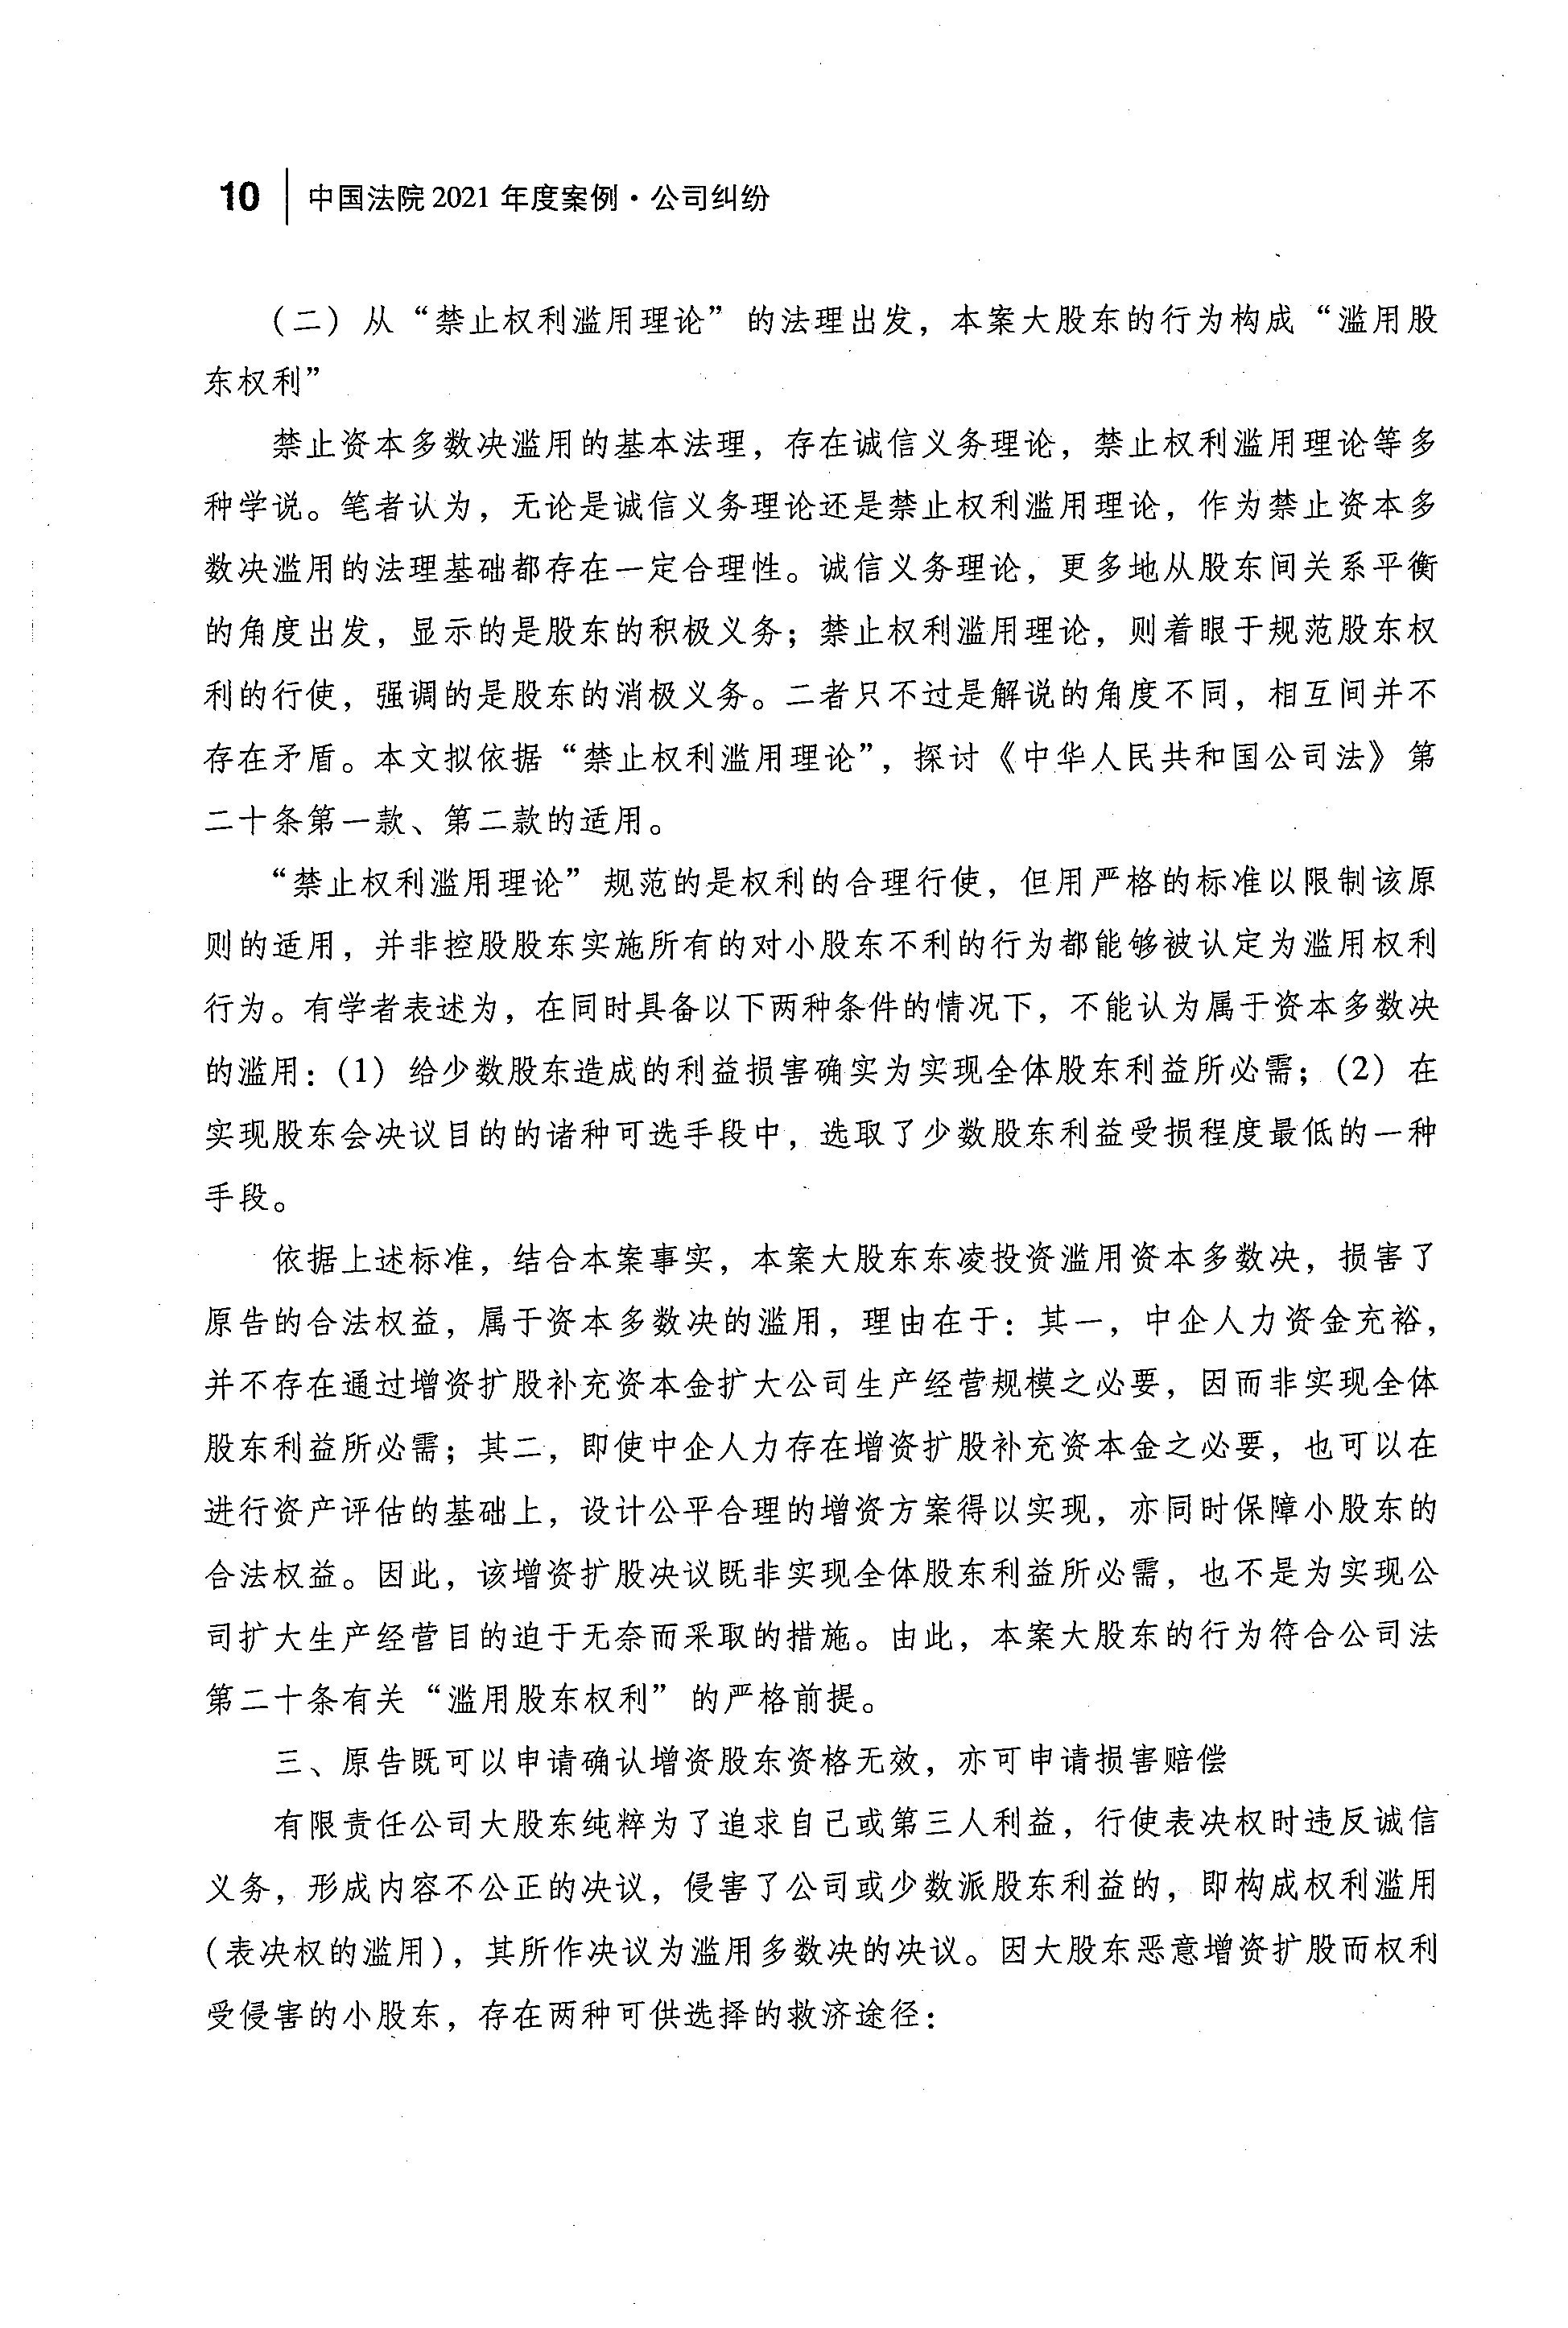 10 中国法院2021年度案例·公司纠纷
（二）从“禁止权利滥用理论”的法理出发，本案大股东的行为构成“滥用股
东权利”
禁止资本多数决滥用的基本法理，存在诚信义务理论，禁止权利滥用理论等多
种学说。笔者认为，无论是诚信义务理论还是禁止权利滥用理论，作为禁止资本多
数决滥用的法理基础都存在一定合理性。诚信义务理论，更多地从股东间关系平衡
的角度出发，显示的是股东的积极义务；禁止权利滥用理论，则着眼于规范股东权
利的行使，强调的是股东的消极义务。二者只不过是解说的角度不同，相互间并不
存在矛盾。本文拟依据“禁止权利滥用理论”，探讨《中华人民共和国公司法》第
二十条第一款、第二款的适用。
“禁止权利滥用理论”规范的是权利的合理行使，但用严格的标准以限制该原
则的适用，并非控股股东实施所有的对小股东不利的行为都能够被认定为滥用权利
行为。有学者表述为，在同时具备以下两种条件的情况下，不能认为属于资本多数决
的滥用：（1）给少数股东造成的利益损害确实为实现全体股东利益所必需；（2）在
实现股东会决议目的的诸种可选手段中，选取了少数股东利益受损程度最低的一种
手段。
依据上述标准，结合本案事实，本案大股东东凌投资滥用资本多数决，损害了
原告的合法权益，属于资本多数决的滥用，理由在于：其一，中企人力资金充裕，
并不存在通过增资扩股补充资本金扩大公司生产经营规模之必要，因而非实现全体
股东利益所必需；其二，即使中企人力存在增资扩股补充资本金之必要，也可以在
进行资产评估的基础上，设计公平合理的增资方案得以实现，亦同时保障小股东的
合法权益。因此，该增资扩股决议既非实现全体股东利益所必需，也不是为实现公
司扩大生产经营目的迫于无奈而采取的措施。由此，本案大股东的行为符合公司法
第二十条有关“滥用股东权利”的严格前提。
三、原告既可以申请确认增资股东资格无效，亦可申请损害赔偿
有限责任公司大股东纯粹为了追求自己或第三人利益，行使表决权时违反诚信
义务，形成内容不公正的决议，侵害了公司或少数派股东利益的，即构成权利滥用
（表决权的滥用），其所作决议为滥用多数决的决议。因大股东恶意增资扩股而权利
受侵害的小股东，存在两种可供选择的救济途径：